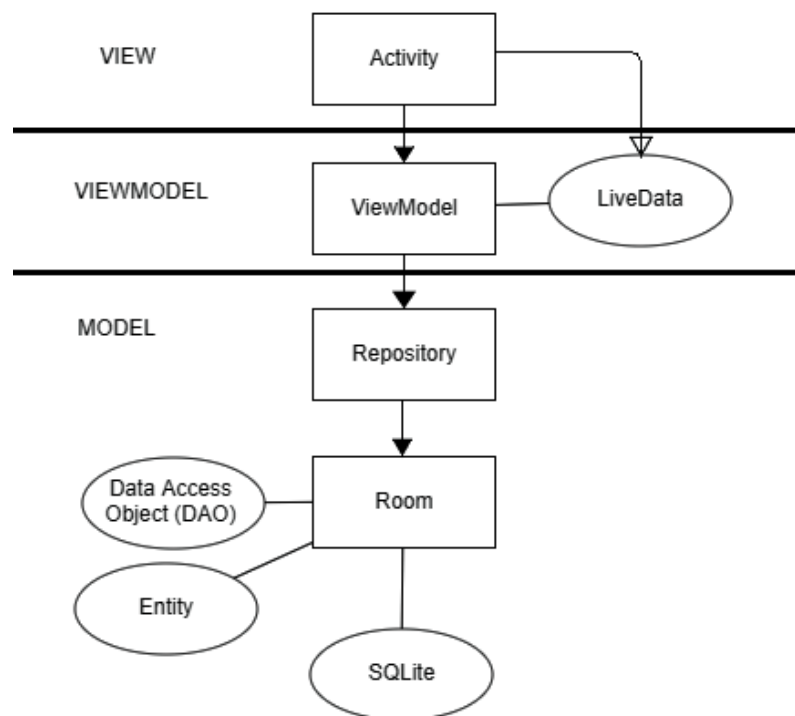 VIEW
Activity
VIEWMODEL
ViewModel
LiveData
MODEL
Repository
Data Access
Object (DAO)
Room
Entity
SQLite